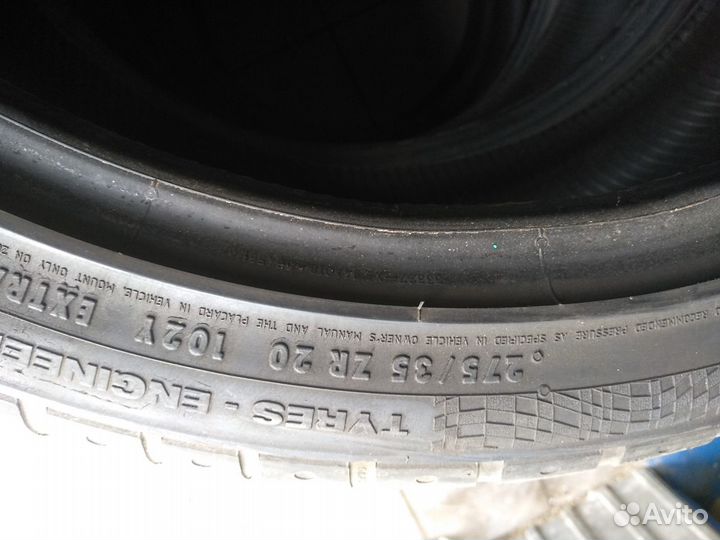 TYRES - ENGINEE
275/35 ZR 20 102Y EXTRA
RECOMMENDED PRESSURE AS SPECIFIED IN VEHICLE OWNER'S MANUAL AND THE PLACARD IN VEHICLE. MOUNT ONLY ON
Avito